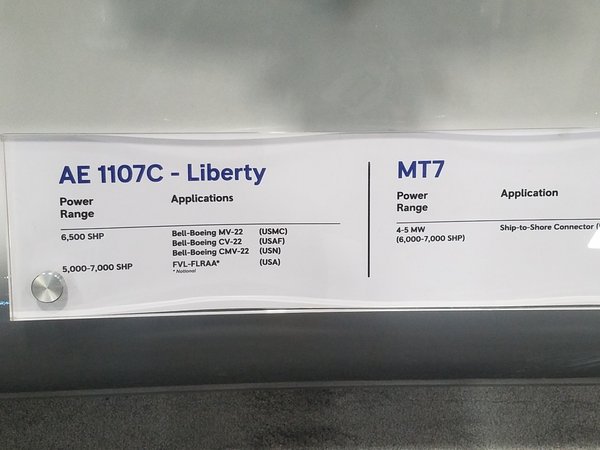 AE 1107C - Liberty
Power Range
Applications
6,500 SHP
Bell-Boeing MV-22 (USMC)
Bell-Boeing CV-22 (USAF)
Bell-Boeing CMV-22 (USN)
5,000-7,000 SHP
FVL-FLRAA* (USA)
* Notional
MT7
Power Range
Application
4-5 MW
(6,000-7,000 SHP)
Ship-to-Shore Connector